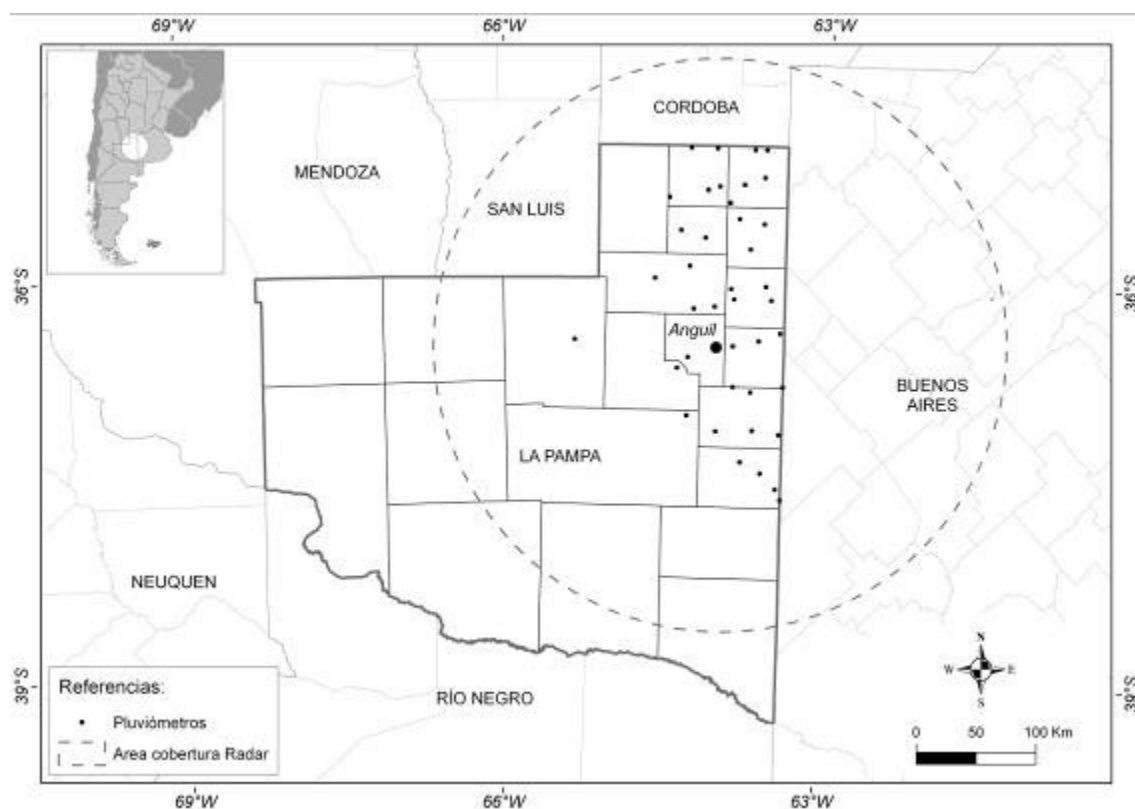 69°W 66°W 63°W
CORDOBA
MENDOZA
SAN LUIS
36°S 36°S
Anguil
BUENOS
AIRES
LA PAMPA
NEUQUEN
N
W E
S
39°S 39°S
RÍO NEGRO
Referencias:
Pluviómetros
Area cobertura Radar
0 50 100 Km
69°W 66°W 63°W